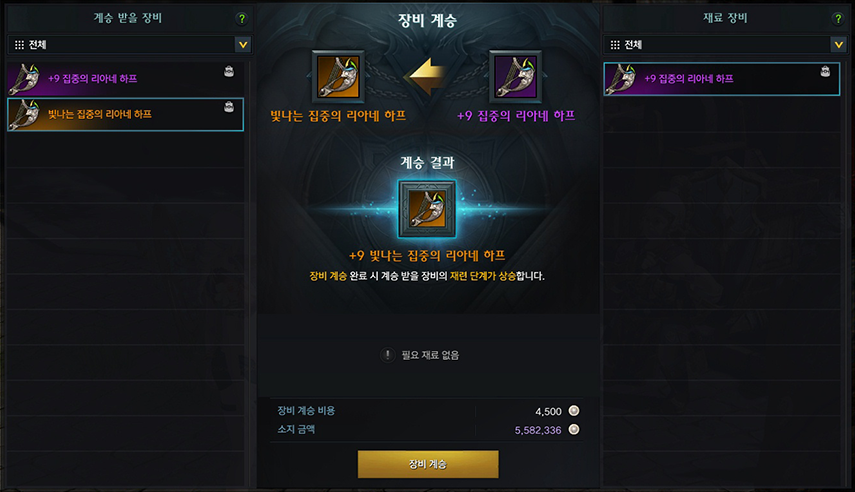 계승 받을 장비
?
전체
+9 집중의 리아네 하프
빛나는 집중의 리아네 하프
장비 계승
빛나는 집중의 리아네 하프
+9 집중의 리아네 하프
계승 결과
+9 빛나는 집중의 리아네 하프
장비 계승 완료 시 계승 받을 장비의 재련 단계가 상승합니다.
! 필요 재료 없음
장비 계승 비용 4,500
소지 금액 5,582,336
장비 계승
재료 장비
?
전체
+9 집중의 리아네 하프